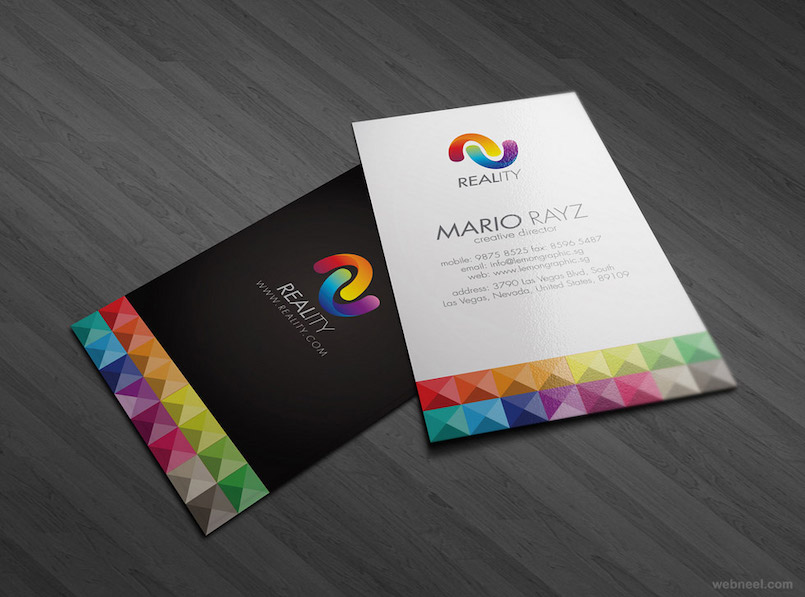 REALITY
MARIO RAYZ
creative director
mobile: 9875 8525 fax: 8596 5487
email: info@lemongraphic.sg
web: www.lemongraphic.sg
address: 3790 Las Vegas Blvd, South
Las Vegas, Nevada, United States, 89109
REALITY
WWW.REALITY.COM
webneel.com